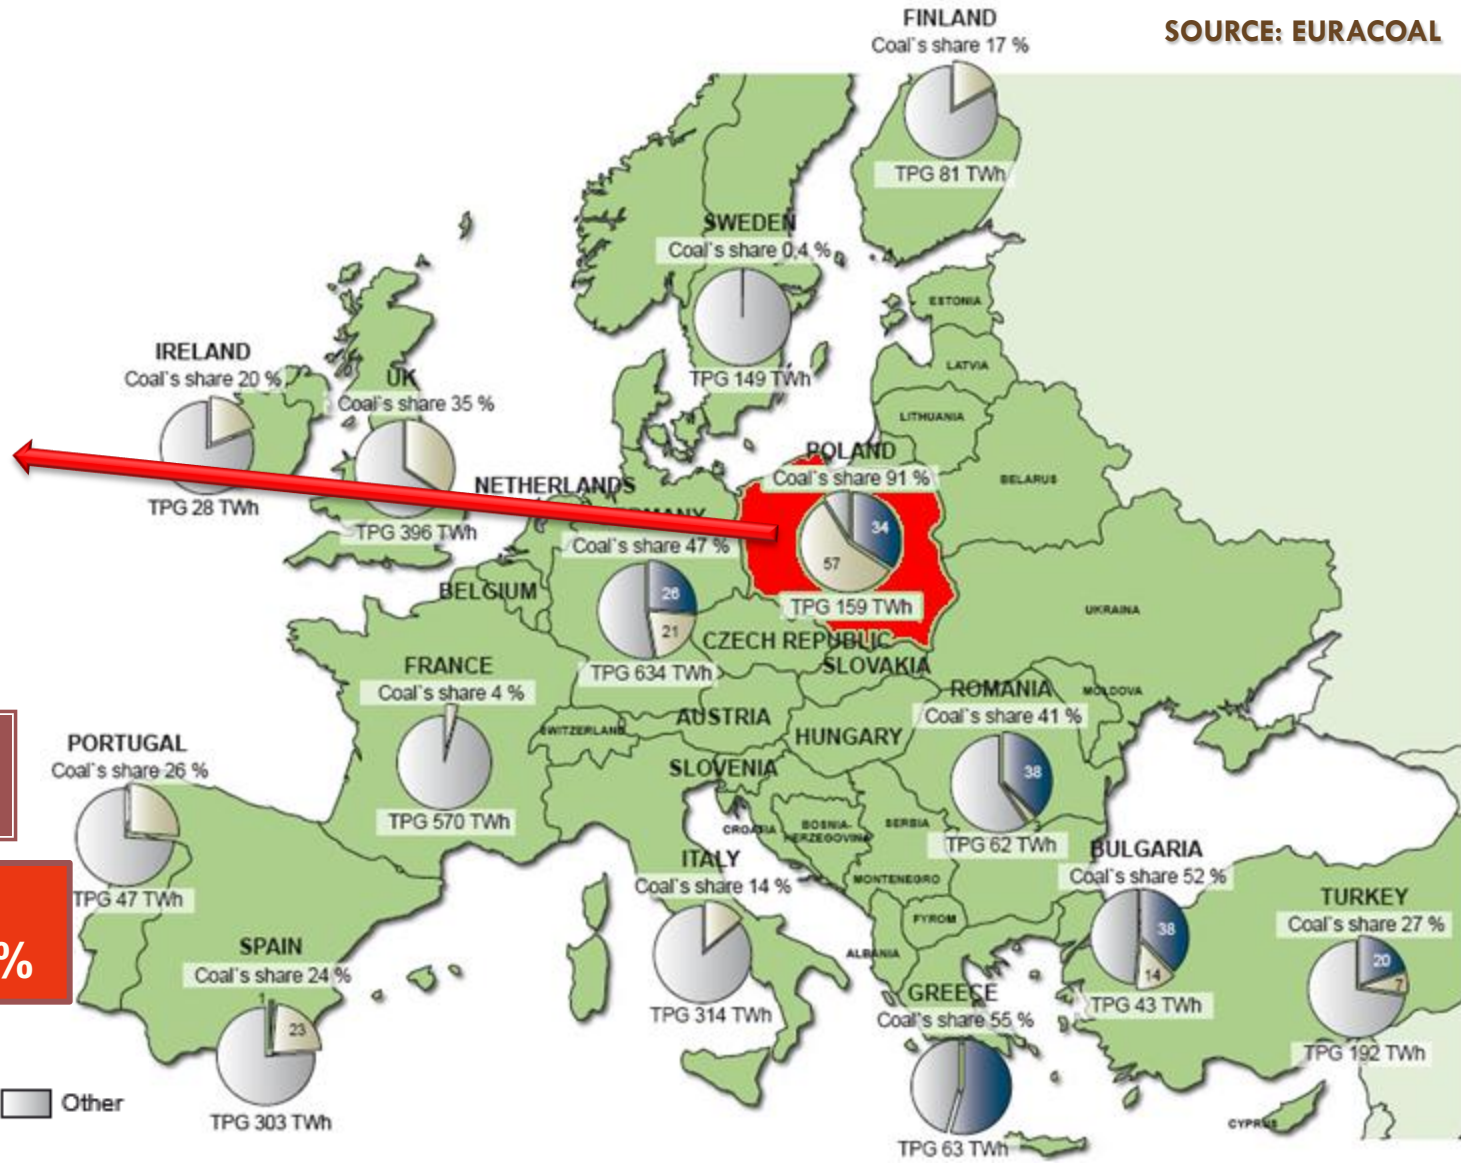 FINLAND
Coal`s share 17 %
TPG 81 TWh
SOURCE: EURACOAL
SWEDEN
Coal`s share 0,4 %
TPG 149 TWh
ESTONIA
LATVIA
LITHUANIA
BELARUS
IRELAND
Coal`s share 20 %
TPG 28 TWh
UK
Coal`s share 35 %
TPG 396 TWh
NETHERLANDS
POLAND
Coal`s share 91 %
34
57
TPG 159 TWh
Coal`s share 47 %
26
21
TPG 634 TWh
BELGIUM
CZECH REPUBLIC
SLOVAKIA
UKRAINA
FRANCE
Coal`s share 4 %
TPG 570 TWh
SWITZERLAND
AUSTRIA
HUNGARY
SLOVENIA
ROMANIA
Coal`s share 41 %
38
TPG 62 TWh
MOLDOVA
PORTUGAL
Coal`s share 26 %
TPG 47 TWh
CROATIA
BOSNIA-
HERZEGOVINA
SERBIA
MONTENEGRO
FYROM
ALBANIA
ITALY
Coal`s share 14 %
TPG 314 TWh
BULGARIA
Coal`s share 52 %
38
14
TPG 43 TWh
TURKEY
Coal`s share 27 %
20
7
TPG 192 TWh
%
SPAIN
Coal`s share 24 %
1
23
TPG 303 TWh
GREECE
Coal`s share 55 %
TPG 63 TWh
CYPRUS
Other